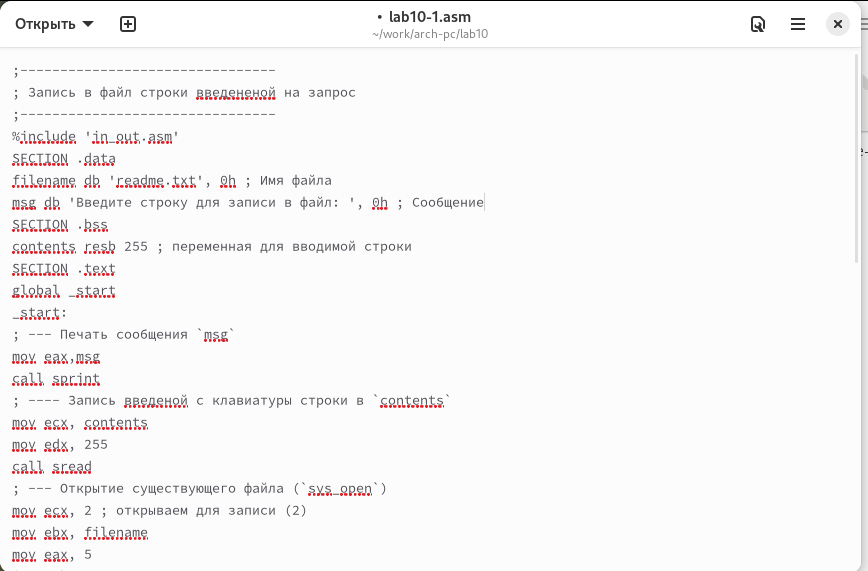 Открыть
• lab10-1.asm
~/work/arch-pc/lab10
;--------------------------------
; Запись в файл строки введененой на запрос
;--------------------------------
%include 'in_out.asm'
SECTION .data
filename db 'readme.txt', 0h ; Имя файла
msg db 'Введите строку для записи в файл: ', 0h ; Сообщение
SECTION .bss
contents resb 255 ; переменная для вводимой строки
SECTION .text
global _start
_start:
; --- Печать сообщения `msg`
mov eax,msg
call sprint
; ---- Запись введеной с клавиатуры строки в `contents`
mov ecx, contents
mov edx, 255
call sread
; --- Открытие существующего файла (`sys_open`)
mov ecx, 2 ; открываем для записи (2)
mov ebx, filename
mov eax, 5